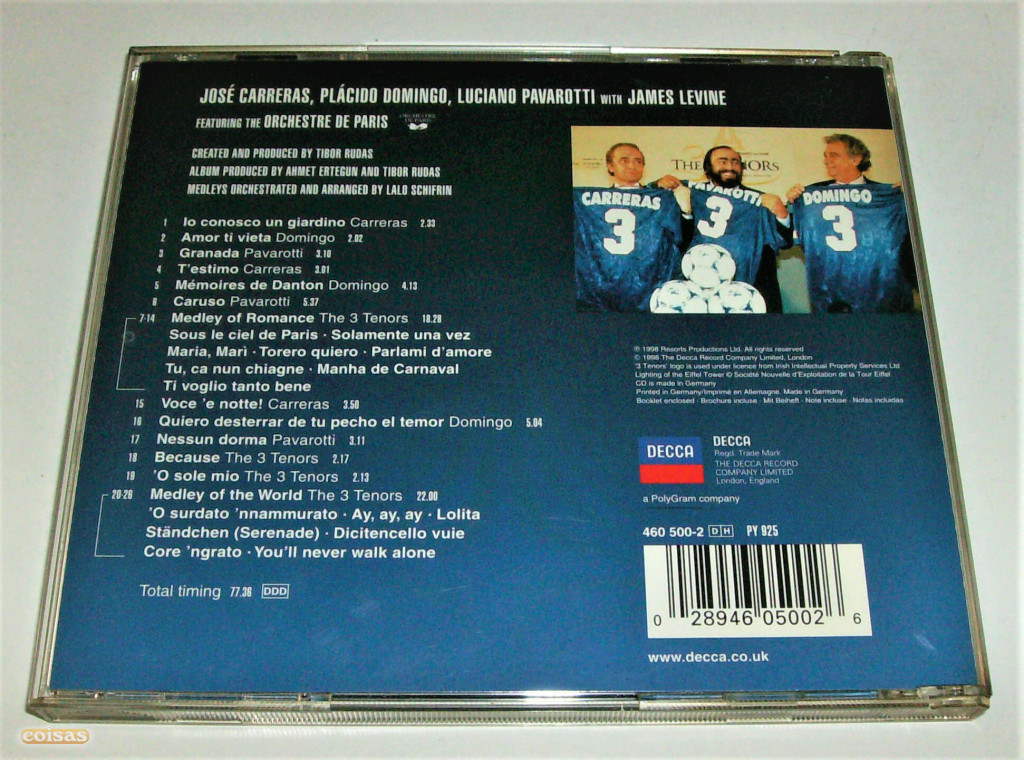 JOSÉ CARRERAS, PLÁCIDO DOMINGO, LUCIANO PAVAROTTI WITH JAMES LEVINE
FEATURING THE ORCHESTRE DE PARIS
ORCHESTRE DE PARIS
CREATED AND PRODUCED BY TIBOR RUDAS
ALBUM PRODUCED BY AHMET ERTEGUN AND TIBOR RUDAS
MEDLEYS ORCHESTRATED AND ARRANGED BY LALO SCHIFRIN
1 Io conosco un giardino Carreras 2.33
2 Amor ti vieta Domingo 2.02
3 Granada Pavarotti 3.10
4 T'estimo Carreras 3.01
5 Mémoires de Danton Domingo 4.13
6 Caruso Pavarotti 5.37
7-14 Medley of Romance The 3 Tenors 18.28
Sous le ciel de Paris · Solamente una vez
Maria, Marì · Torero quiero · Parlami d'amore
Tu, ca nun chiagne · Manha de Carnaval
Ti voglio tanto bene
15 Voce 'e notte! Carreras 3.50
16 Quiero desterrar de tu pecho el temor Domingo 5.04
17 Nessun dorma Pavarotti 3.11
18 Because The 3 Tenors 2.17
19 'O sole mio The 3 Tenors 2.13
20-26 Medley of the World The 3 Tenors 22.00
'O surdato 'nnammurato · Ay, ay, ay · Lolita
Ständchen (Serenade) · Dicitencello vuie
Core 'ngrato · You'll never walk alone
Total timing 77.36 DDD
THE
CARRERAS
3
PAVAROTTI
3
DOMINGO
3
℗ 1998 Resorts Productions Ltd. All rights reserved
© 1998 The Decca Record Company Limited, London
'3 Tenors' logo is used under licence from Irish Intellectual Property Services Ltd
Lighting of the Eiffel Tower © Société Nouvelle d'Exploitation de la Tour Eiffel
CD is made in Germany
Printed in Germany/Imprimé en Allemagne. Made in Germany
Booklet enclosed · Brochure incluse · Mit Beiheft · Note incluse · Notas incluidas
DECCA
DECCA
Regd. Trade Mark
THE DECCA RECORD
COMPANY LIMITED
London, England
a PolyGram company
460 500-2 DH PY 925
0 28946 05002 6
www.decca.co.uk
coisas